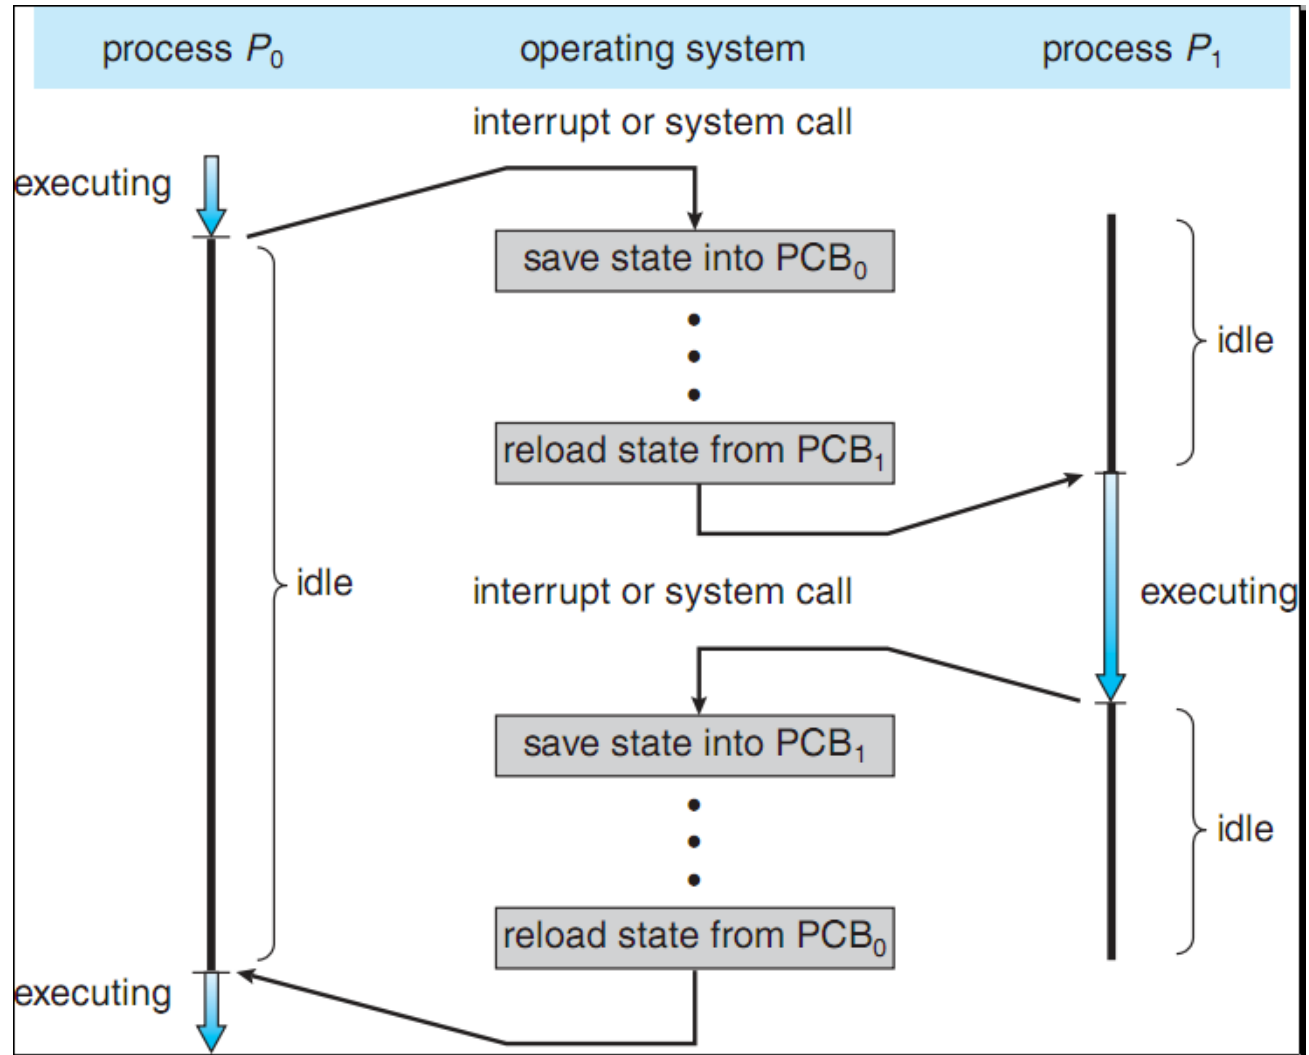 process P₀
operating system
process P₁
interrupt or system call
executing
save state into PCB₀
idle
reload state from PCB₁
idle
interrupt or system call
executing
save state into PCB₁
idle
reload state from PCB₀
executing